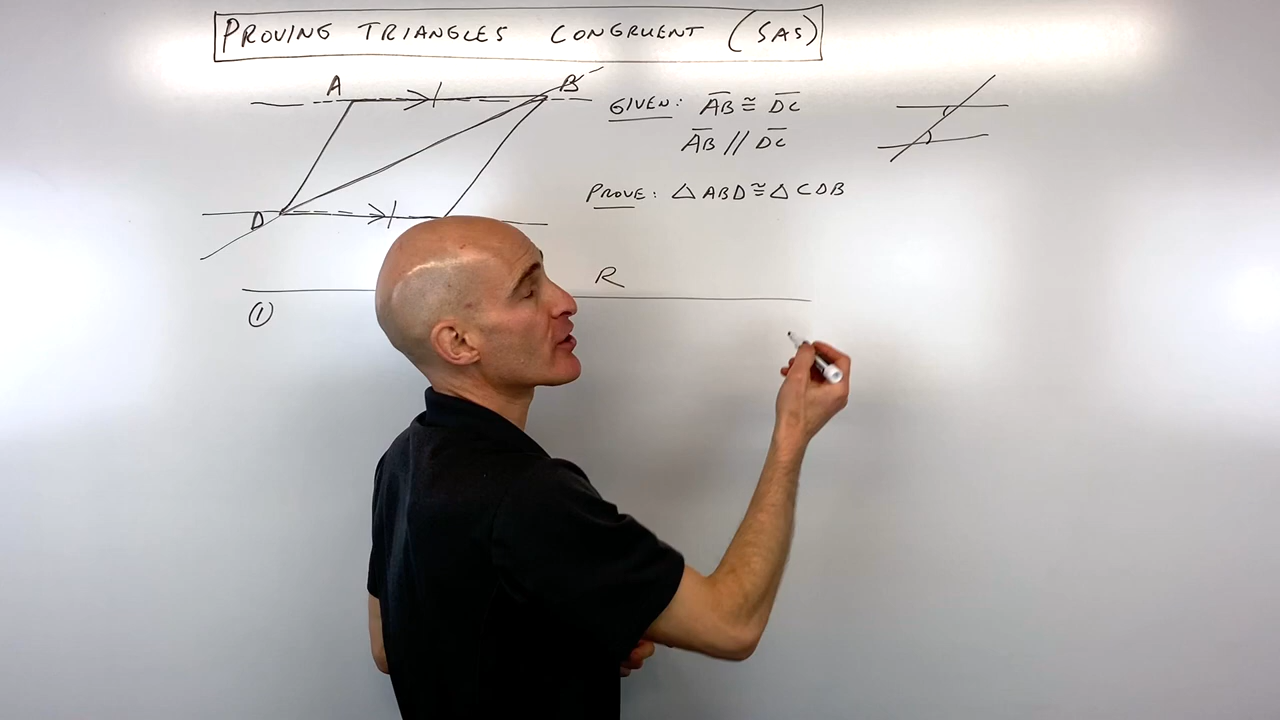 PROVING TRIANGLES CONGRUENT (SAS)
A B
D
GIVEN: AB ≅ DC
AB // DC
PROVE: △ABD ≅ △CDB
R
①